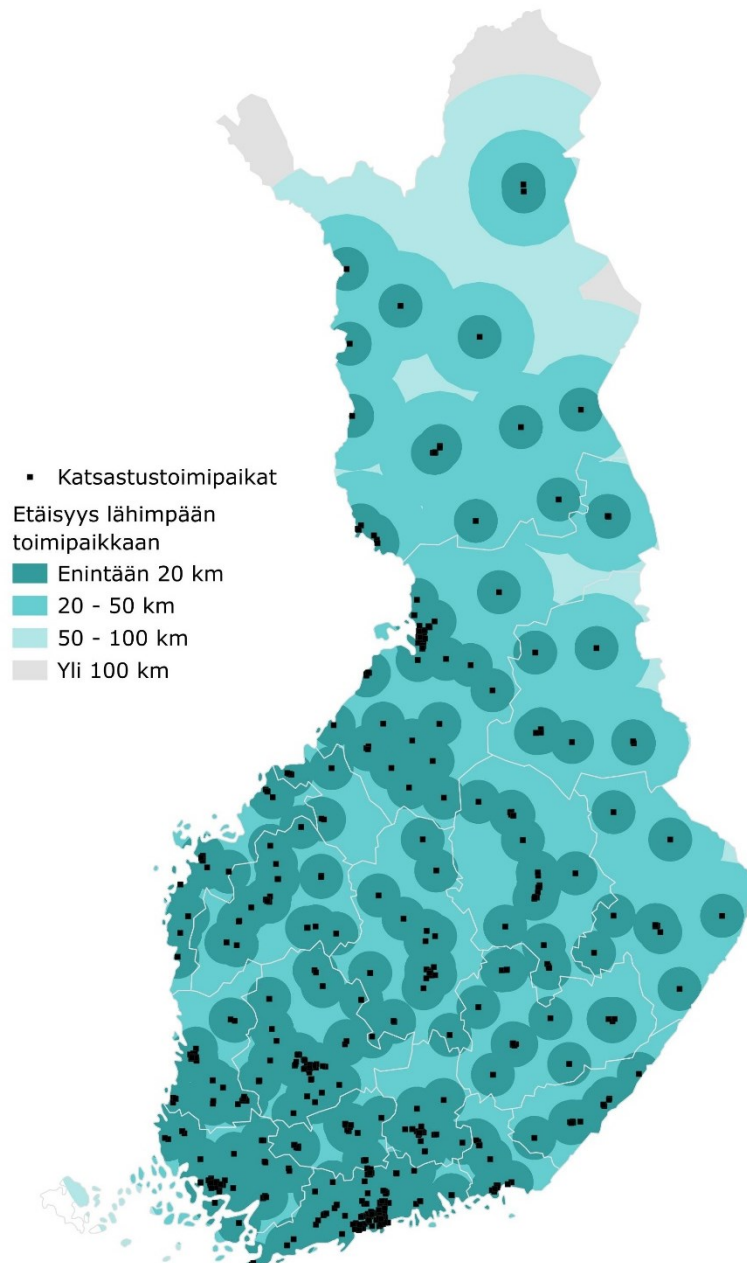 Katsastustoimipaikat
Etäisyys lähimpään
toimipaikkaan
Enintään 20 km
20 - 50 km
50 - 100 km
Yli 100 km